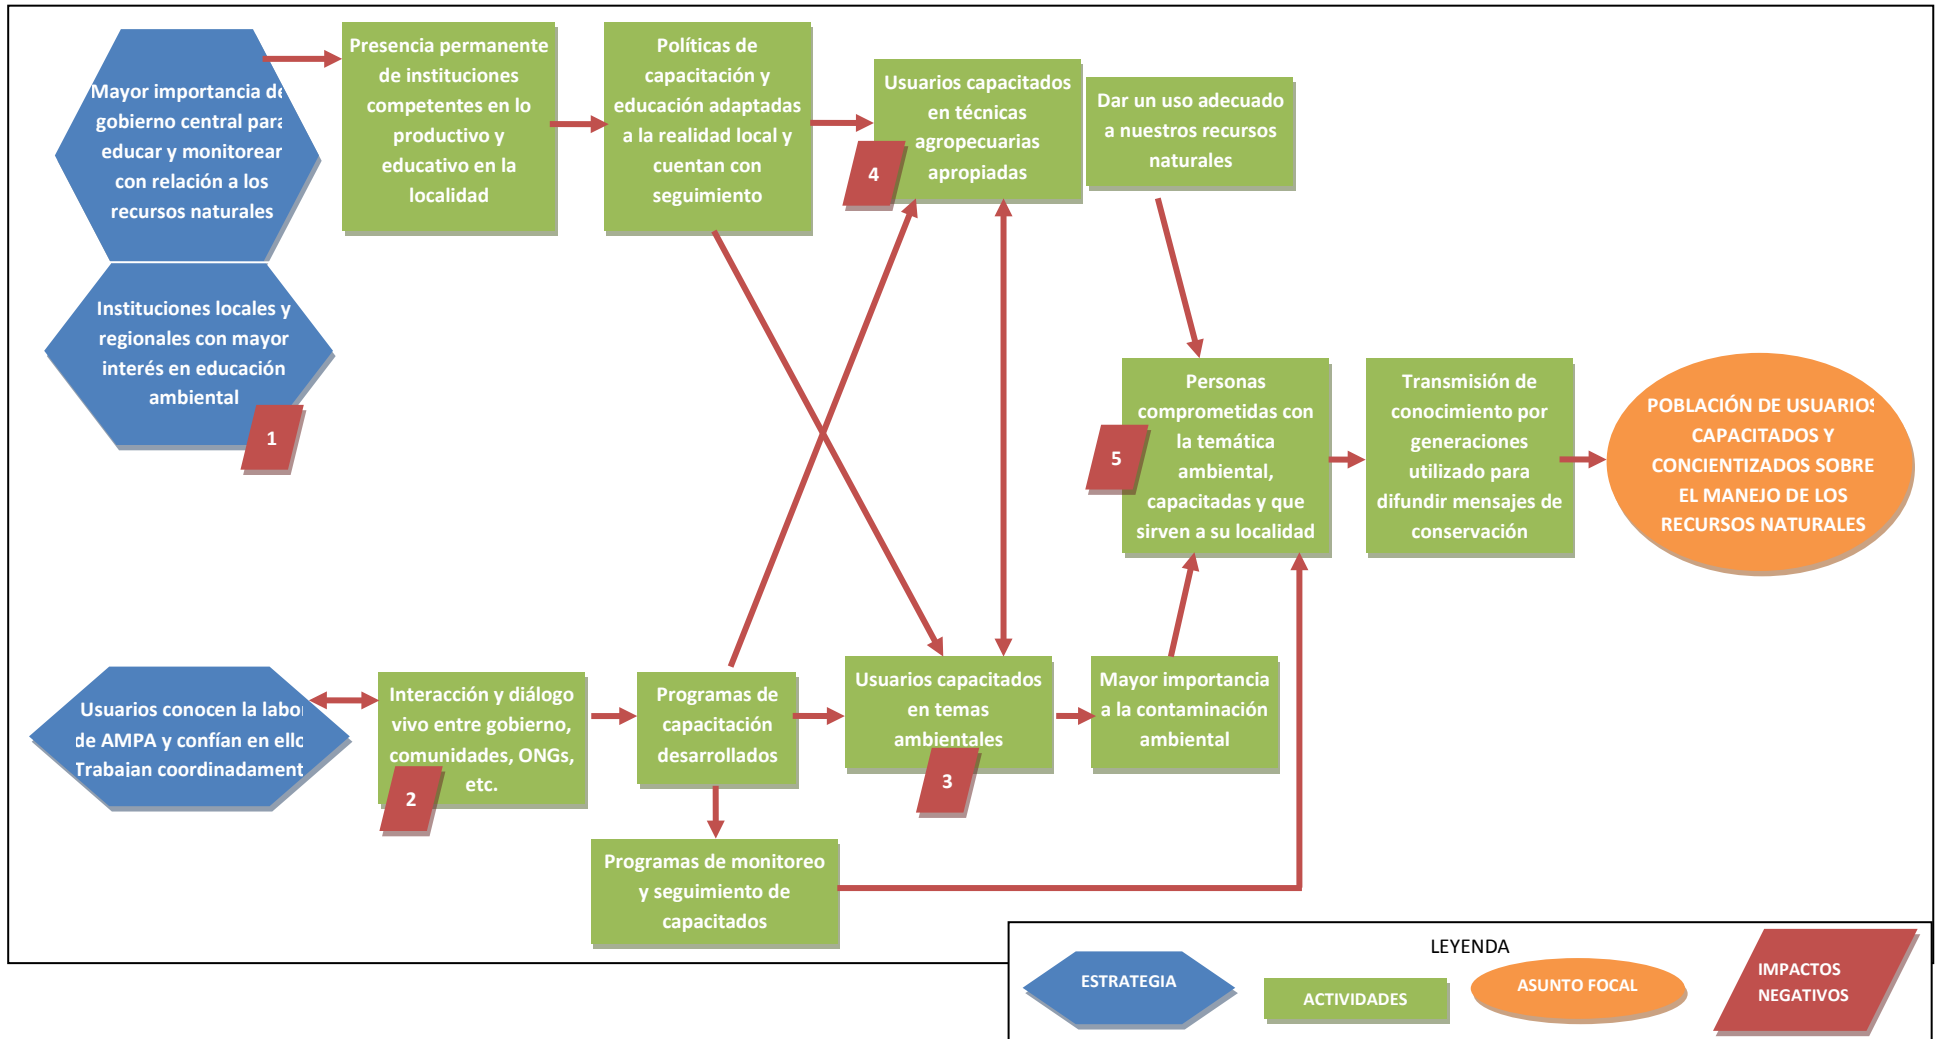 Mayor importancia de
gobierno central para
educar y monitorear
con relación a los
recursos naturales
Presencia permanente
de instituciones
competentes en lo
productivo y
educativo en la
localidad
Políticas de
capacitación y
educación adaptadas
a la realidad local y
cuentan con
seguimiento
Usuarios capacitados
en técnicas
agropecuarias
apropiadas
4
Dar un uso adecuado
a nuestros recursos
naturales
Instituciones locales y
regionales con mayor
interés en educación
ambiental
1
Personas
comprometidas con
la temática
ambiental,
capacitadas y que
sirven a su localidad
5
Transmisión de
conocimiento por
generaciones
utilizado para
difundir mensajes de
conservación
POBLACIÓN DE USUARIOS
CAPACITADOS Y
CONCIENTIZADOS SOBRE
EL MANEJO DE LOS
RECURSOS NATURALES
Usuarios conocen la labor
de AMPA y confían en ello
Trabajan coordinadament
Interacción y diálogo
vivo entre gobierno,
comunidades, ONGs,
etc.
2
Programas de
capacitación
desarrollados
Usuarios capacitados
en temas
ambientales
3
Mayor importancia
a la contaminación
ambiental
Programas de monitoreo
y seguimiento de
capacitados
LEYENDA
ESTRATEGIA
ACTIVIDADES
ASUNTO FOCAL
IMPACTOS
NEGATIVOS